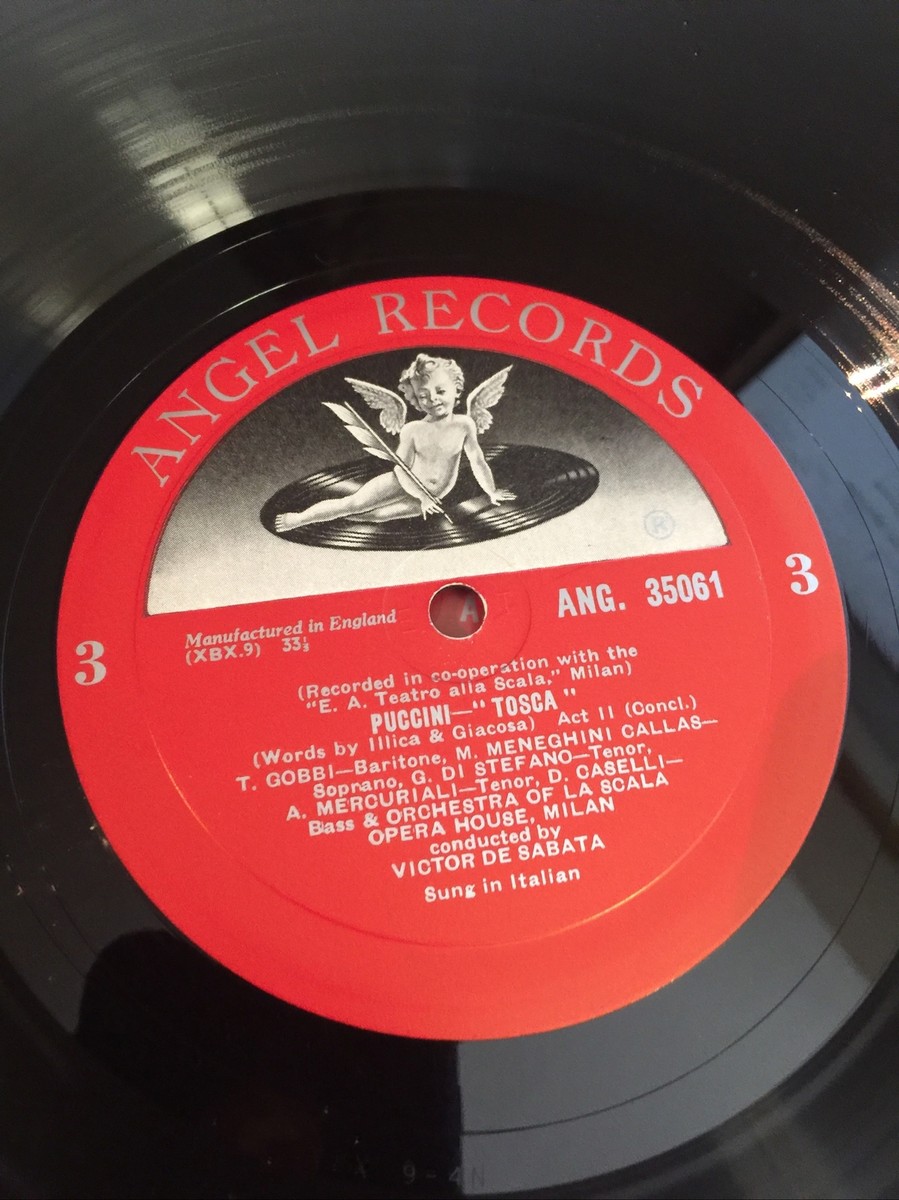 ANGEL RECORDS
®
3
3
ANG. 35061
Manufactured in England
(XBX.9) 33⅓
(Recorded in co-operation with the
"E. A. Teatro alla Scala," Milan)
PUCCINI—"TOSCA"
(Words by Illica & Giacosa) Act II (Concl.)
T. GOBBI—Baritone, M. MENEGHINI CALLAS—
Soprano, G. DI STEFANO—Tenor,
A. MERCURIALI—Tenor, D. CASELLI—
Bass & ORCHESTRA OF LA SCALA
OPERA HOUSE, MILAN
conducted by
VICTOR DE SABATA
Sung in Italian
9-4N